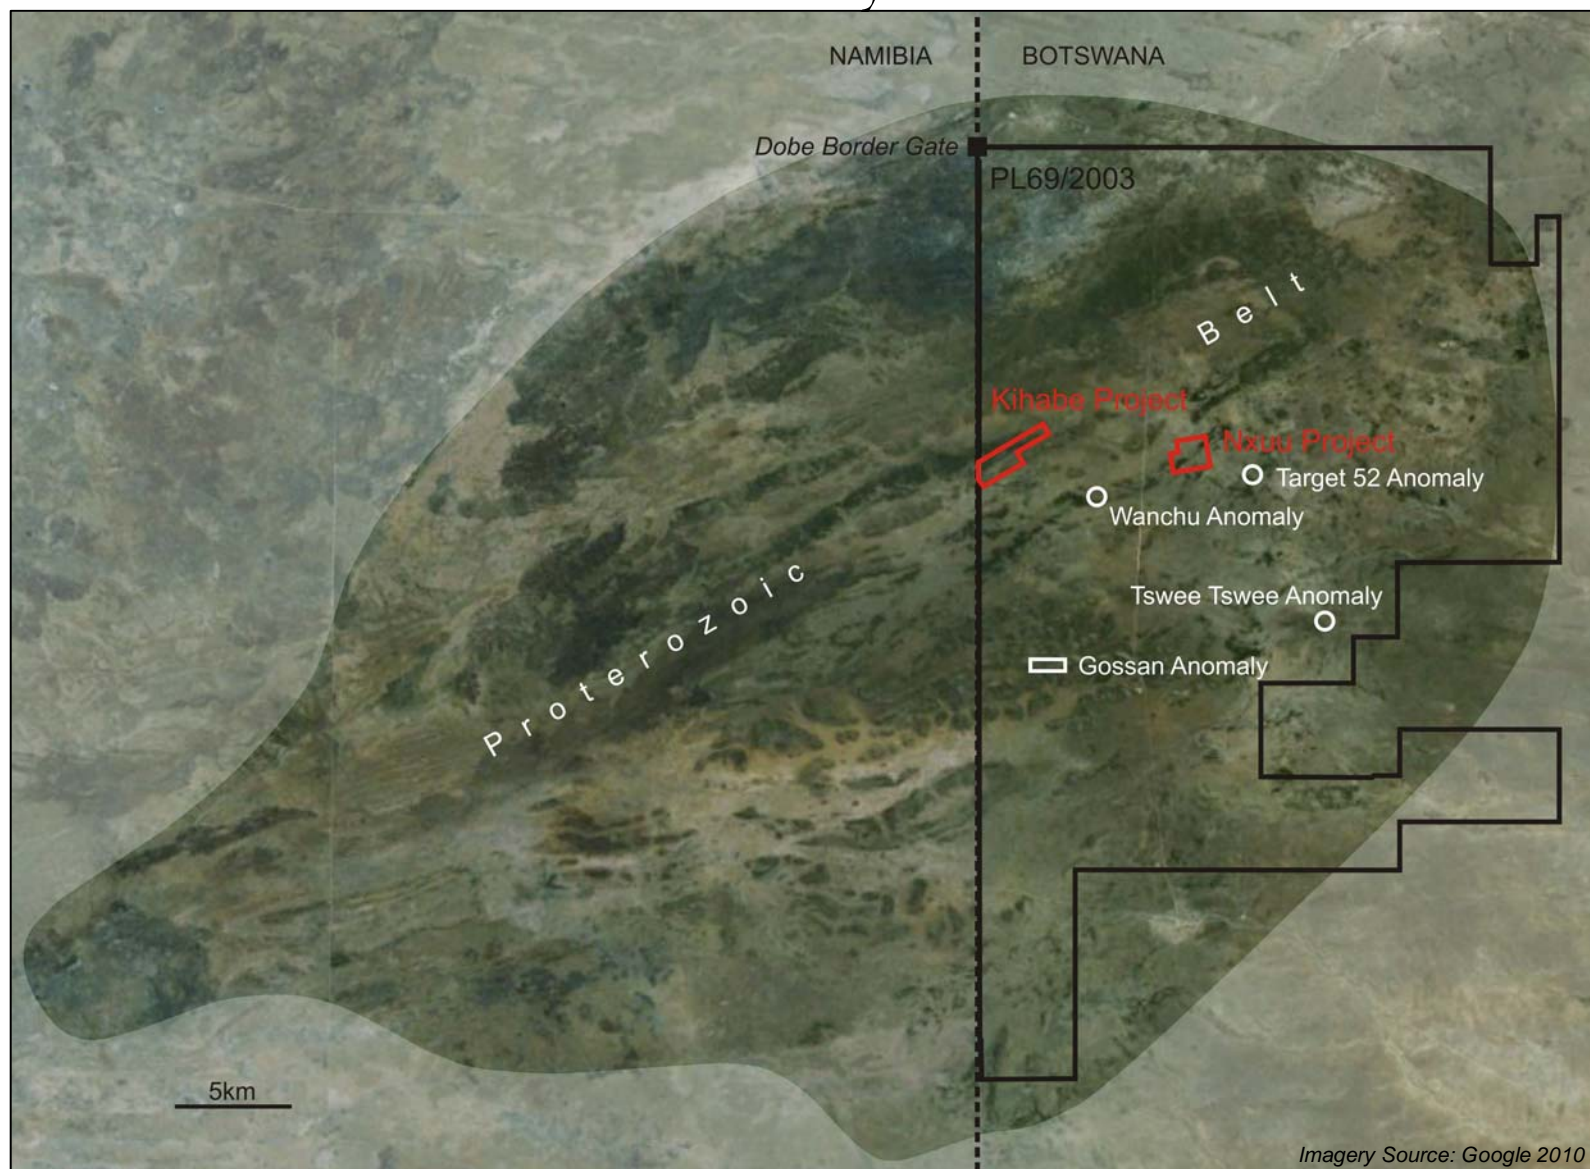 NAMIBIA
BOTSWANA
Dobe Border Gate
PL69/2003
Belt
Kihabe Project
Nxuu Project
Target 52 Anomaly
Wanchu Anomaly
Proterozoic
Tswee Tswee Anomaly
Gossan Anomaly
5km
Imagery Source: Google 2010